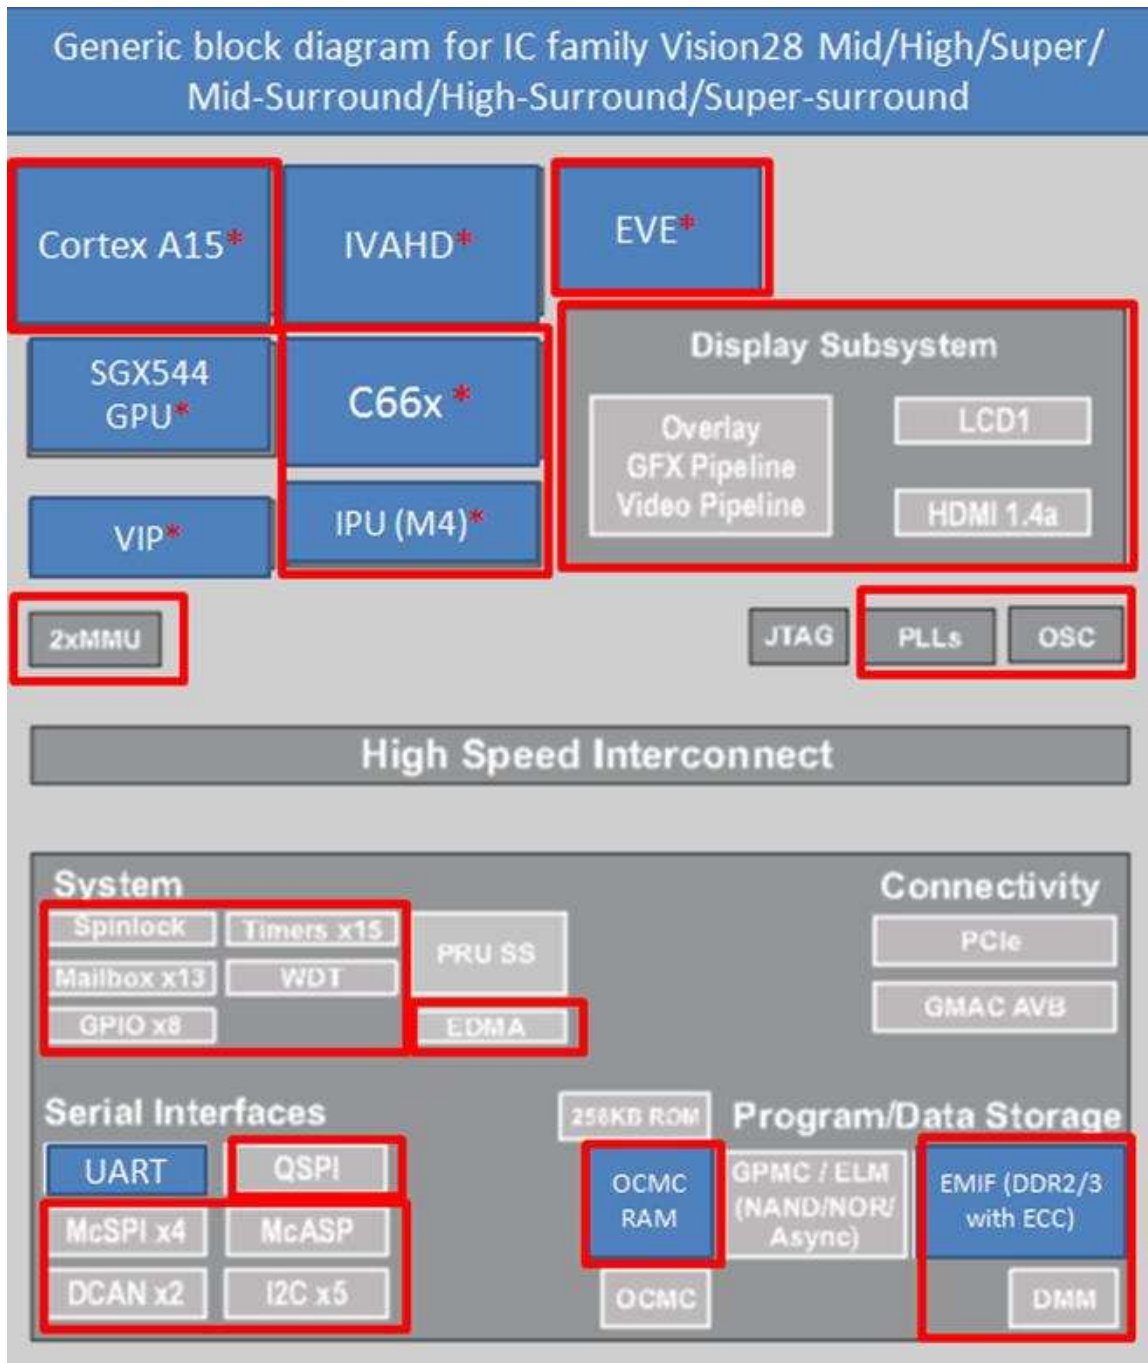 Generic block diagram for IC family Vision28 Mid/High/Super/
Mid-Surround/High-Surround/Super-surround
Cortex A15*
IVAHD*
EVE*
SGX544
GPU*
C66x *
VIP*
IPU (M4)*
Display Subsystem
Overlay
GFX Pipeline
Video Pipeline
LCD1
HDMI 1.4a
2xMMU
JTAG
PLLs
OSC
High Speed Interconnect
System
Spinlock
Timers x15
Mailbox x13
WDT
GPIO x8
PRU SS
EDMA
Connectivity
PCIe
GMAC AVB
Serial Interfaces
UART
QSPI
McSPI x4
McASP
DCAN x2
I2C x5
256KB ROM
Program/Data Storage
OCMC
RAM
GPMC / ELM
(NAND/NOR/
Async)
EMIF (DDR2/3
with ECC)
OCMC
DMM